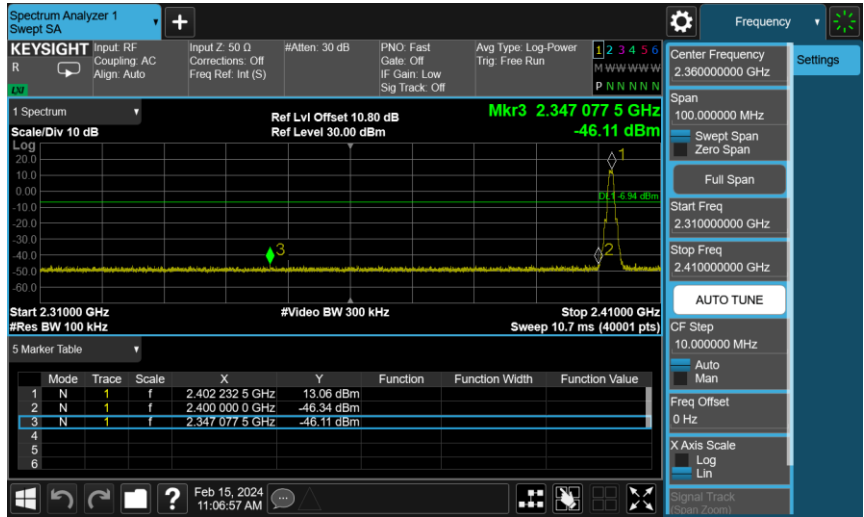 Spectrum Analyzer 1
Swept SA
+
Frequency
KEYSIGHT
R
Input: RF
Coupling: AC
Align: Auto
Input Z: 50 Ω
Corrections: Off
Freq Ref: Int (S)
#Atten: 30 dB
PNO: Fast
Gate: Off
IF Gain: Low
Sig Track: Off
Avg Type: Log-Power
Trig: Free Run
1 2 3 4 5 6
M W W W W W
P N N N N N
Center Frequency
2.360000000 GHz
Settings
Span
100.000000 MHz
Swept Span
Zero Span
Full Span
Start Freq
2.310000000 GHz
Stop Freq
2.410000000 GHz
AUTO TUNE
CF Step
10.000000 MHz
Auto
Man
Freq Offset
0 Hz
X Axis Scale
Log
Lin
Signal Track
(Span Zoom)
1 Spectrum
Scale/Div 10 dB
Ref Lvl Offset 10.80 dB
Ref Level 30.00 dBm
Mkr3 2.347 077 5 GHz
-46.11 dBm
Log
20.0
10.0
0.00
-10.0
-20.0
-30.0
-40.0
-50.0
-60.0
1
DL1 -6.94 dBm
3
2
Start 2.31000 GHz
#Video BW 300 kHz
Stop 2.41000 GHz
#Res BW 100 kHz
Sweep 10.7 ms (40001 pts)
5 Marker Table
Mode Trace Scale X Y Function Function Width Function Value
1 N 1 f 2.402 232 5 GHz 13.06 dBm
2 N 1 f 2.400 000 0 GHz -46.34 dBm
3 N 1 f 2.347 077 5 GHz -46.11 dBm
4
5
6
?
Feb 15, 2024
11:06:57 AM